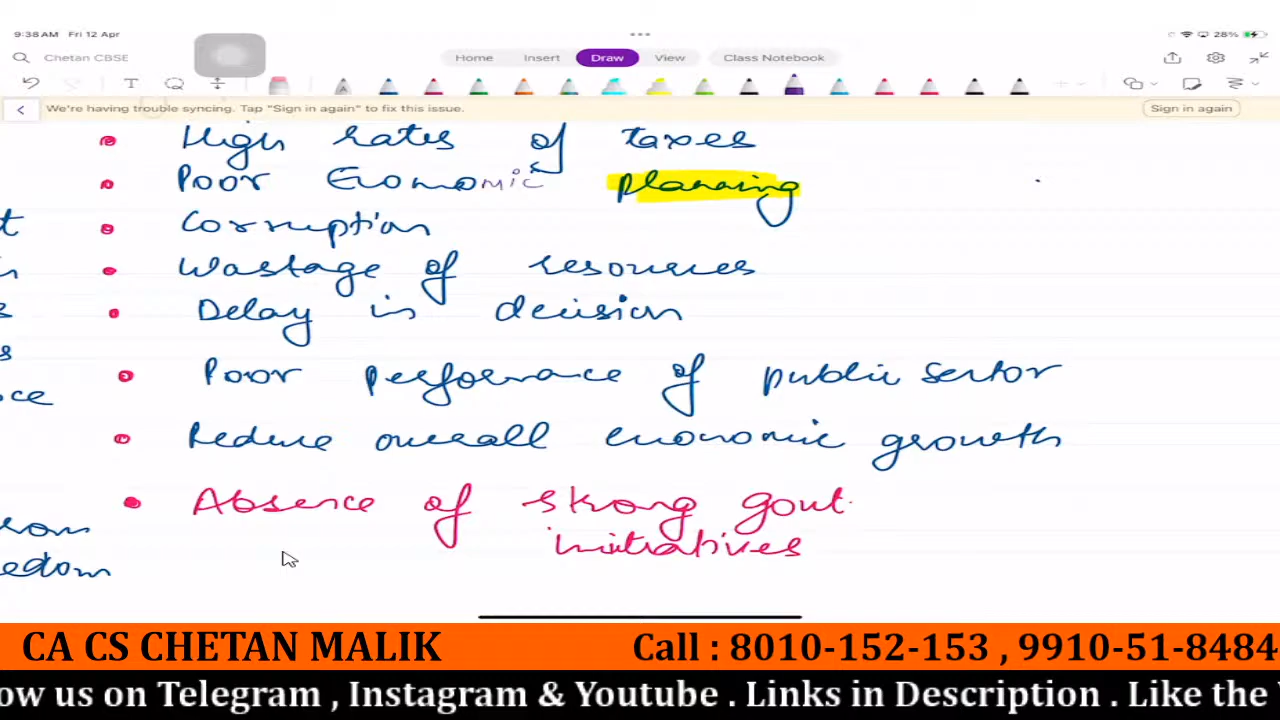 9:38AM Fri 12 Apr
28%
Chetan CBSE
Home Insert Draw View Class Notebook
We're having trouble syncing. Tap "Sign in again" to fix this issue.
Sign in again
High rates of taxes
Poor Economic planning
Corruption
Wastage of resources
Delay in decision
Poor performance of public sector
Reduce overall economic growth
Absence of strong govt.
initiatives
CA CS CHETAN MALIK
Call : 8010-152-153 , 9910-51-8484
ow us on Telegram , Instagram & Youtube . Links in Description . Like the